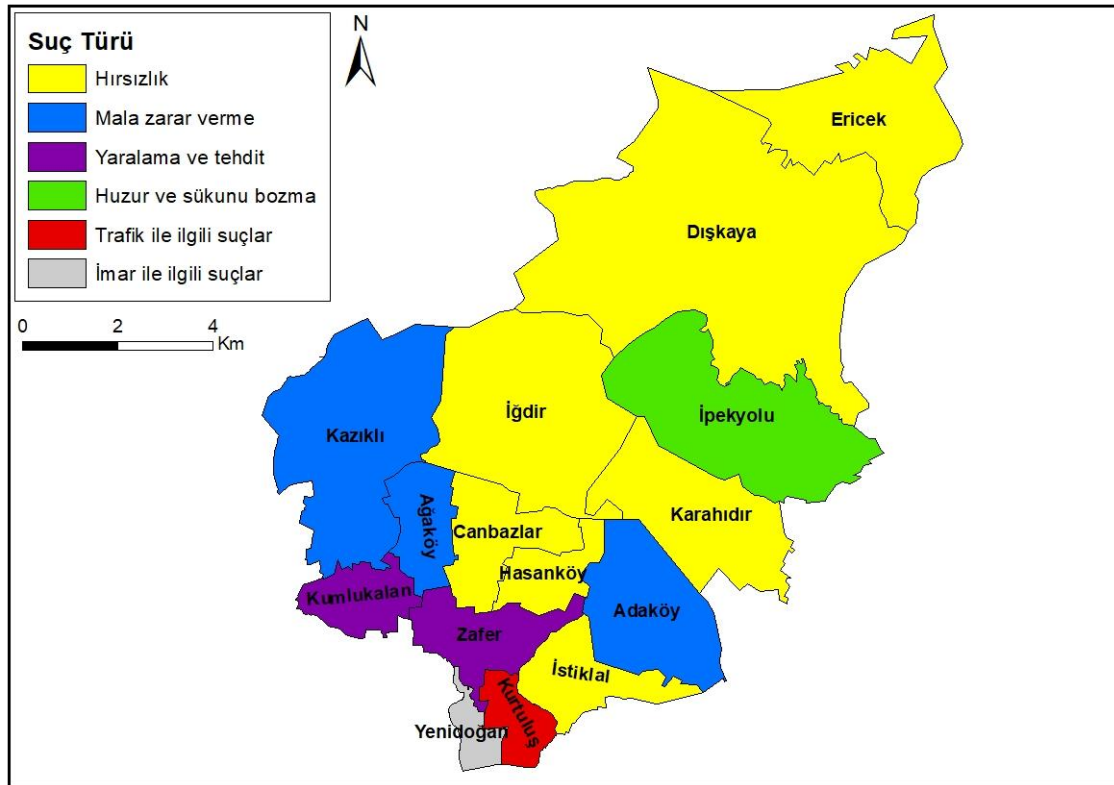 Suç Türü
Hırsızlık
Mala zarar verme
Yaralama ve tehdit
Huzur ve sükunu bozma
Trafik ile ilgili suçlar
İmar ile ilgili suçlar
0 2 4
Km
N
Ericek
Dışkaya
İğdir
İpekyolu
Kazıklı
Karahıdır
Ağaköy
Canbazlar
Hasanköy
Kumlukalan
Adaköy
Zafer
İstiklal
Kurtuluş
Yenidoğan